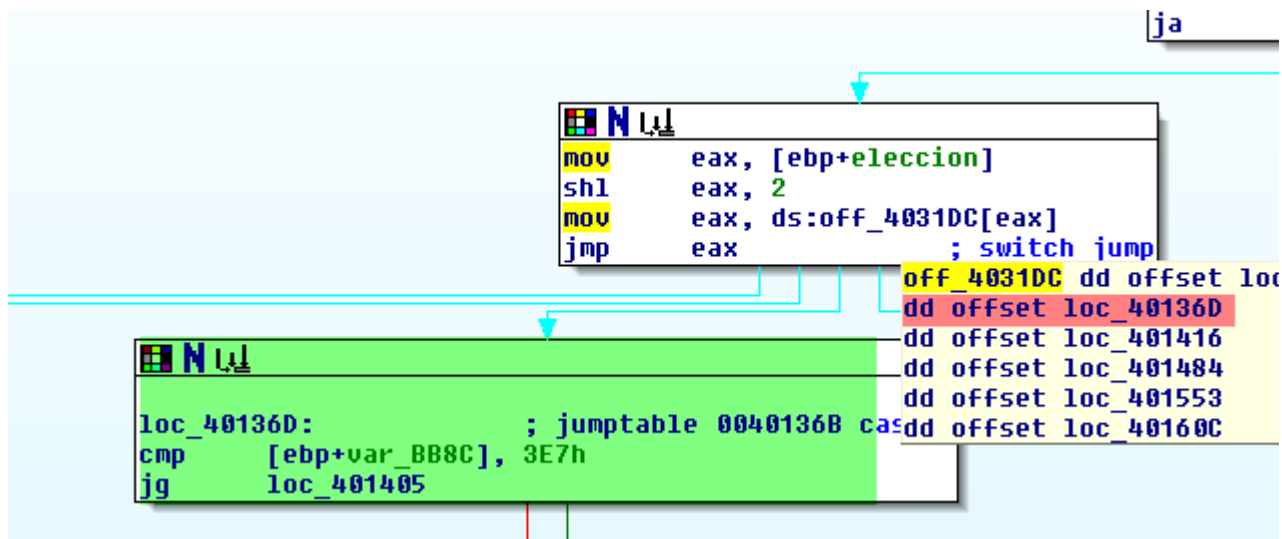 ja
mov eax, [ebp+eleccion]
shl eax, 2
mov eax, ds:off_4031DC[eax]
jmp eax ; switch jump
off_4031DC dd offset loc
dd offset loc_40136D
dd offset loc_401416
dd offset loc_401484
dd offset loc_401553
dd offset loc_40160C
loc_40136D: ; jumptable 0040136B cas
cmp [ebp+var_BB8C], 3E7h
jg loc_401405